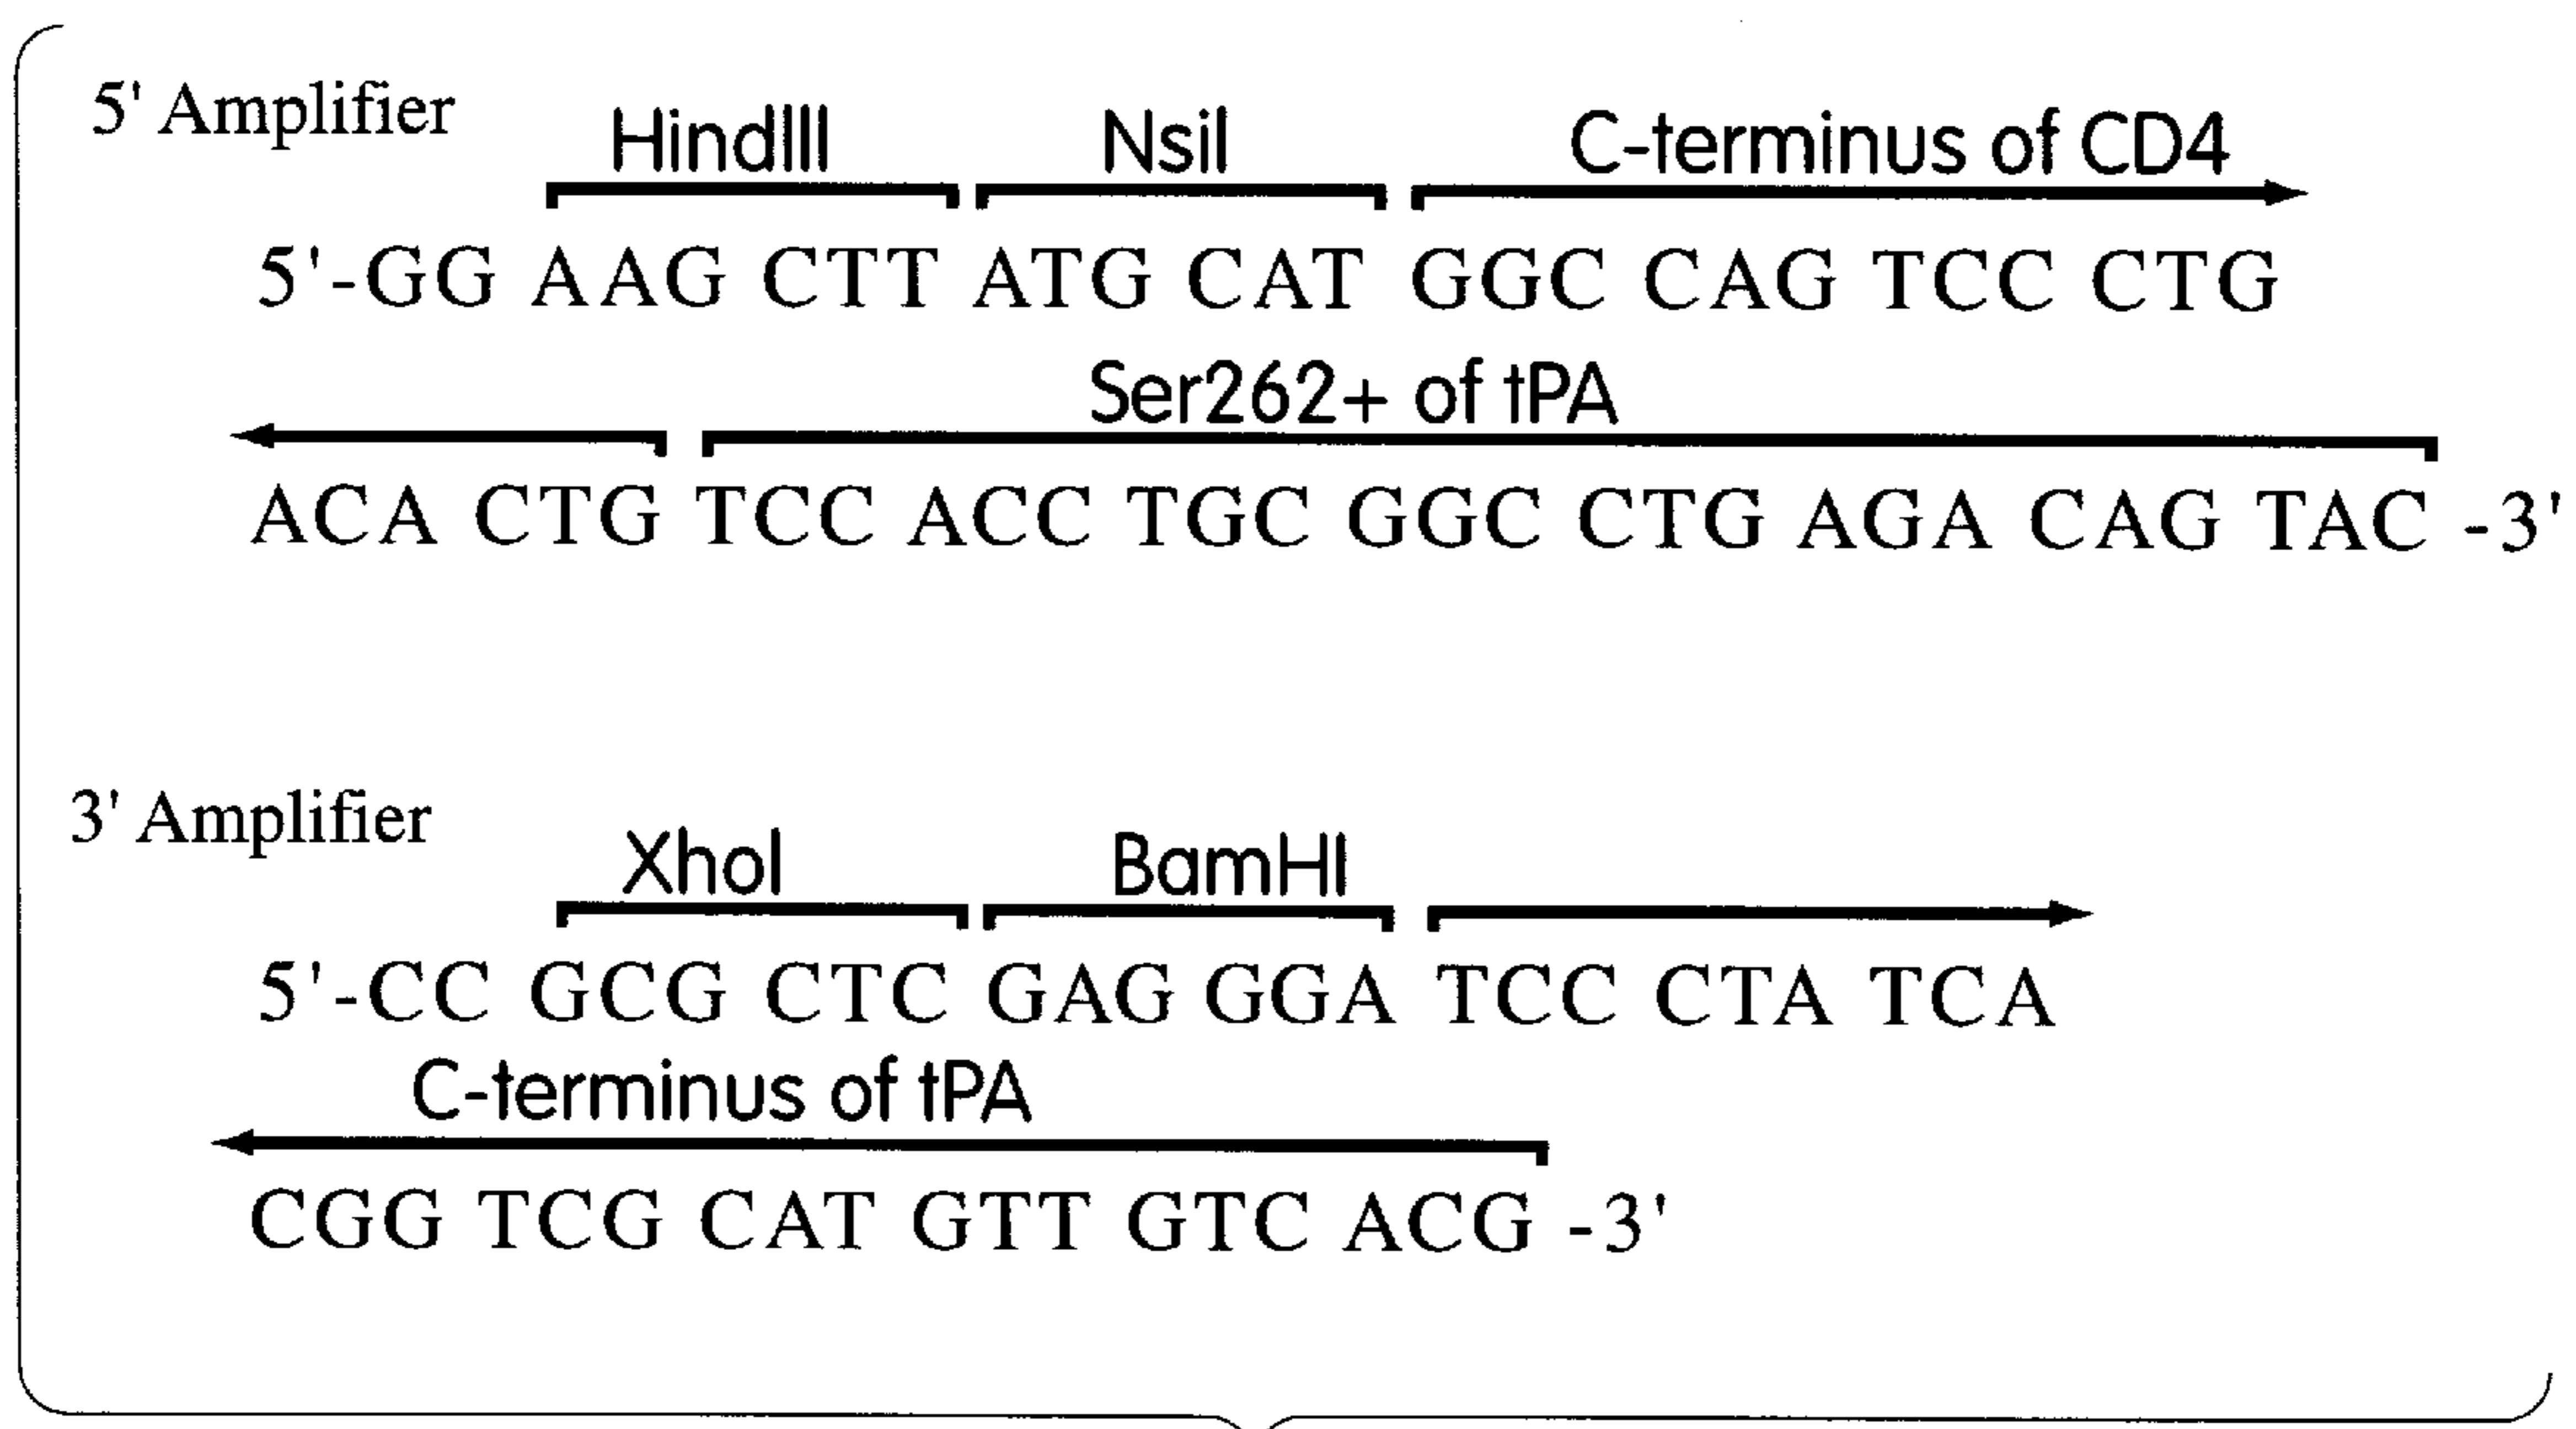 5' Amplifier
HindIII NsiI C-terminus of CD4
5'-GG AAG CTT ATG CAT GGC CAG TCC CTG
Ser262+ of tPA
ACA CTG TCC ACC TGC GGC CTG AGA CAG TAC -3'
3' Amplifier
XhoI BamHI
5'-CC GCG CTC GAG GGA TCC CTA TCA
C-terminus of tPA
CGG TCG CAT GTT GTC ACG -3'